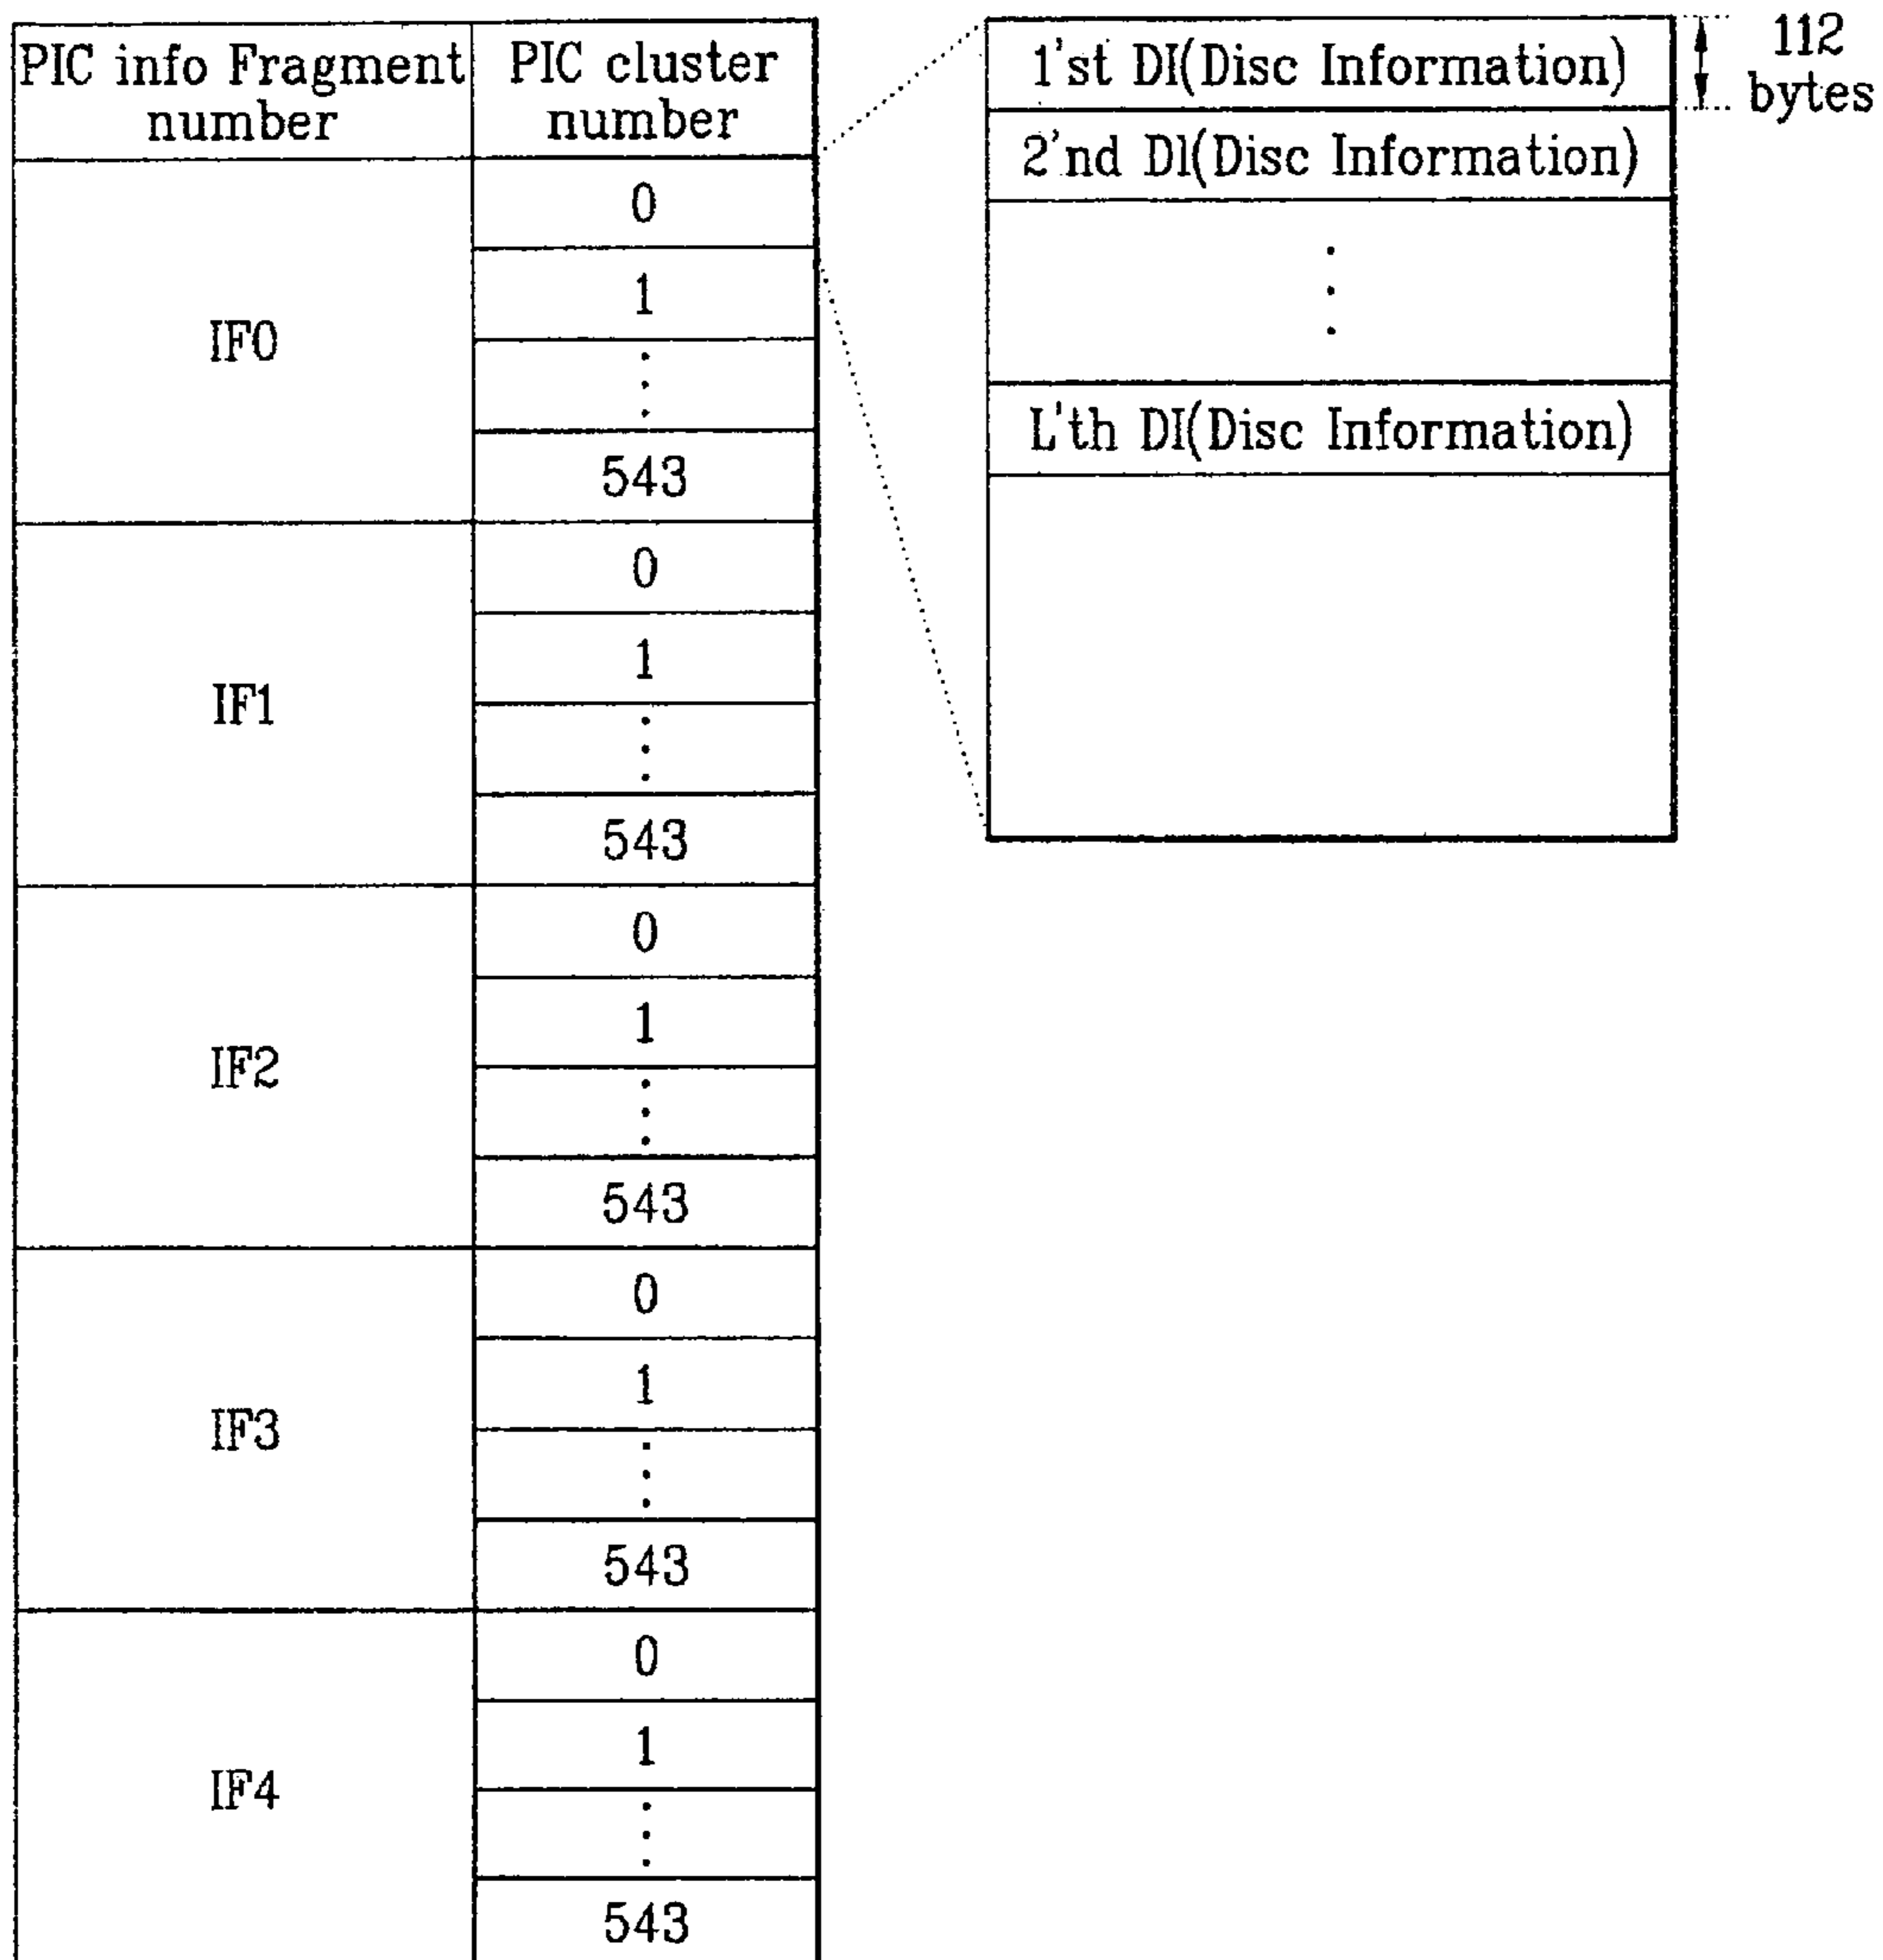 PIC info Fragment number
PIC cluster number
IF0
0
1
543
IF1
0
1
543
IF2
0
1
543
IF3
0
1
543
IF4
0
1
543
1'st DI(Disc Information)
2'nd DI(Disc Information)
L'th DI(Disc Information)
112
bytes